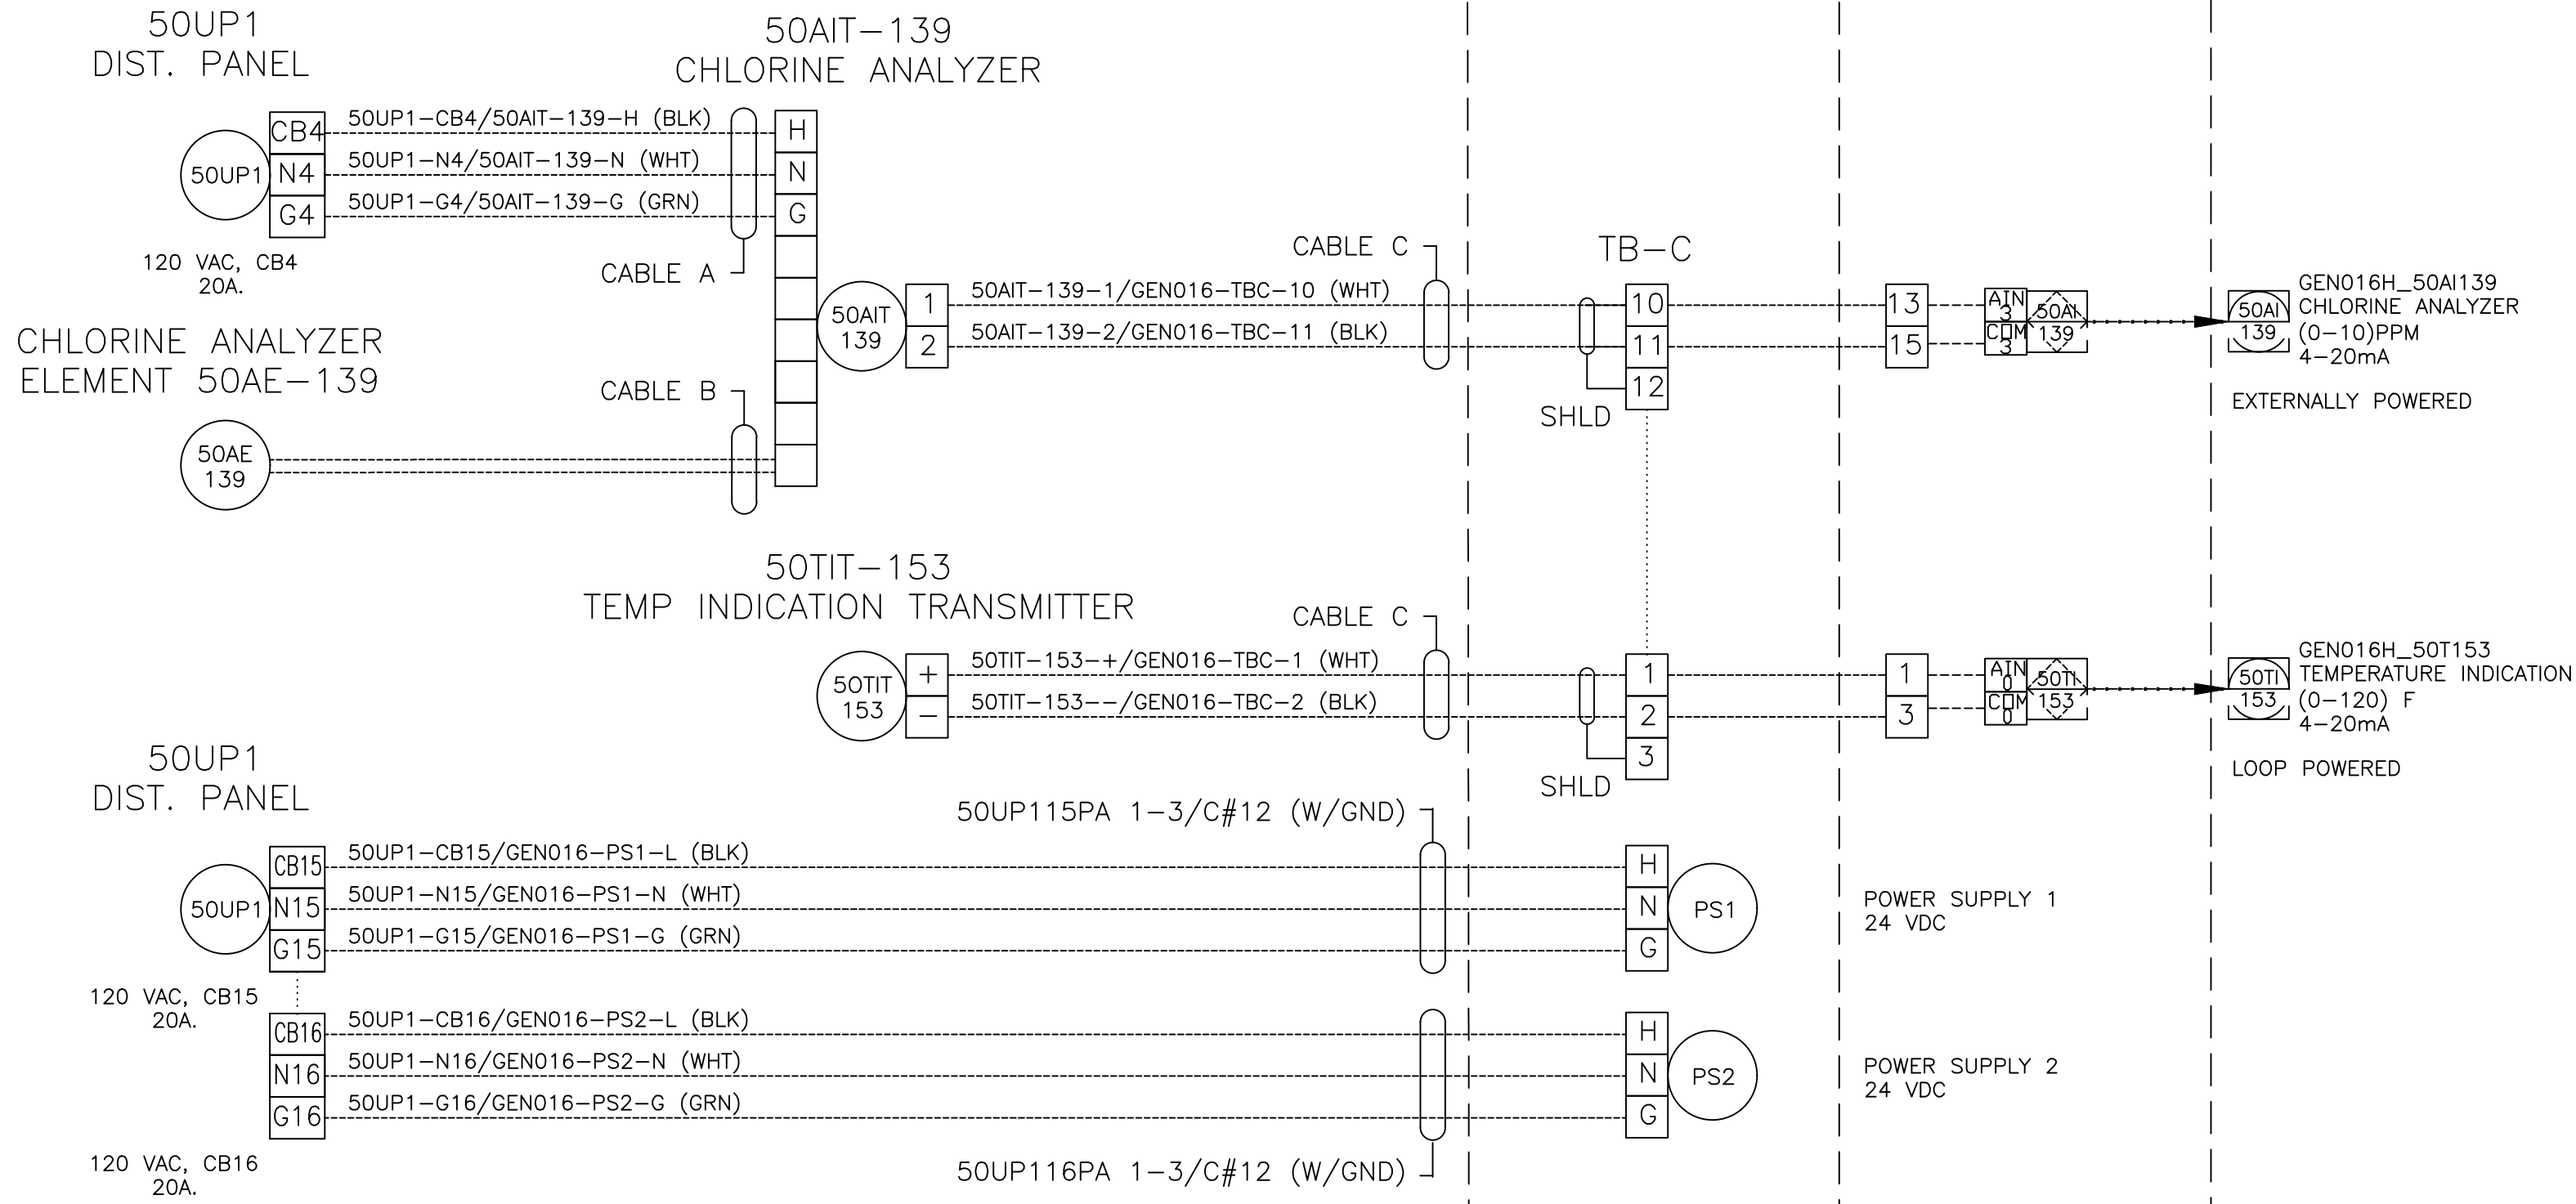 50UP1
DIST. PANEL
50AIT-139
CHLORINE ANALYZER
50UP1
CB4
N4
G4
50UP1-CB4/50AIT-139-H (BLK)
50UP1-N4/50AIT-139-N (WHT)
50UP1-G4/50AIT-139-G (GRN)
H
N
G
120 VAC, CB4
20A.
CABLE A
CHLORINE ANALYZER
ELEMENT 50AE-139
50AE
139
CABLE B
50AIT
139
1
2
50AIT-139-1/GEN016-TBC-10 (WHT)
50AIT-139-2/GEN016-TBC-11 (BLK)
CABLE C
TB-C
10
11
12
SHLD
13
15
AIN
3
COM
3
50AI
139
50AI
139
GEN016H_50AI139
CHLORINE ANALYZER
(0-10)PPM
4-20mA
EXTERNALLY POWERED
50TIT-153
TEMP INDICATION TRANSMITTER
50TIT
153
+
-
50TIT-153-+/GEN016-TBC-1 (WHT)
50TIT-153--/GEN016-TBC-2 (BLK)
CABLE C
1
2
3
SHLD
1
3
AIN
0
COM
0
50TI
153
50TI
153
GEN016H_50T153
TEMPERATURE INDICATION
(0-120) F
4-20mA
LOOP POWERED
50UP1
DIST. PANEL
50UP1
CB15
N15
G15
50UP1-CB15/GEN016-PS1-L (BLK)
50UP1-N15/GEN016-PS1-N (WHT)
50UP1-G15/GEN016-PS1-G (GRN)
50UP115PA 1-3/C#12 (W/GND)
H
N
G
PS1
POWER SUPPLY 1
24 VDC
120 VAC, CB15
20A.
CB16
N16
G16
50UP1-CB16/GEN016-PS2-L (BLK)
50UP1-N16/GEN016-PS2-N (WHT)
50UP1-G16/GEN016-PS2-G (GRN)
H
N
G
PS2
POWER SUPPLY 2
24 VDC
120 VAC, CB16
20A.
50UP116PA 1-3/C#12 (W/GND)